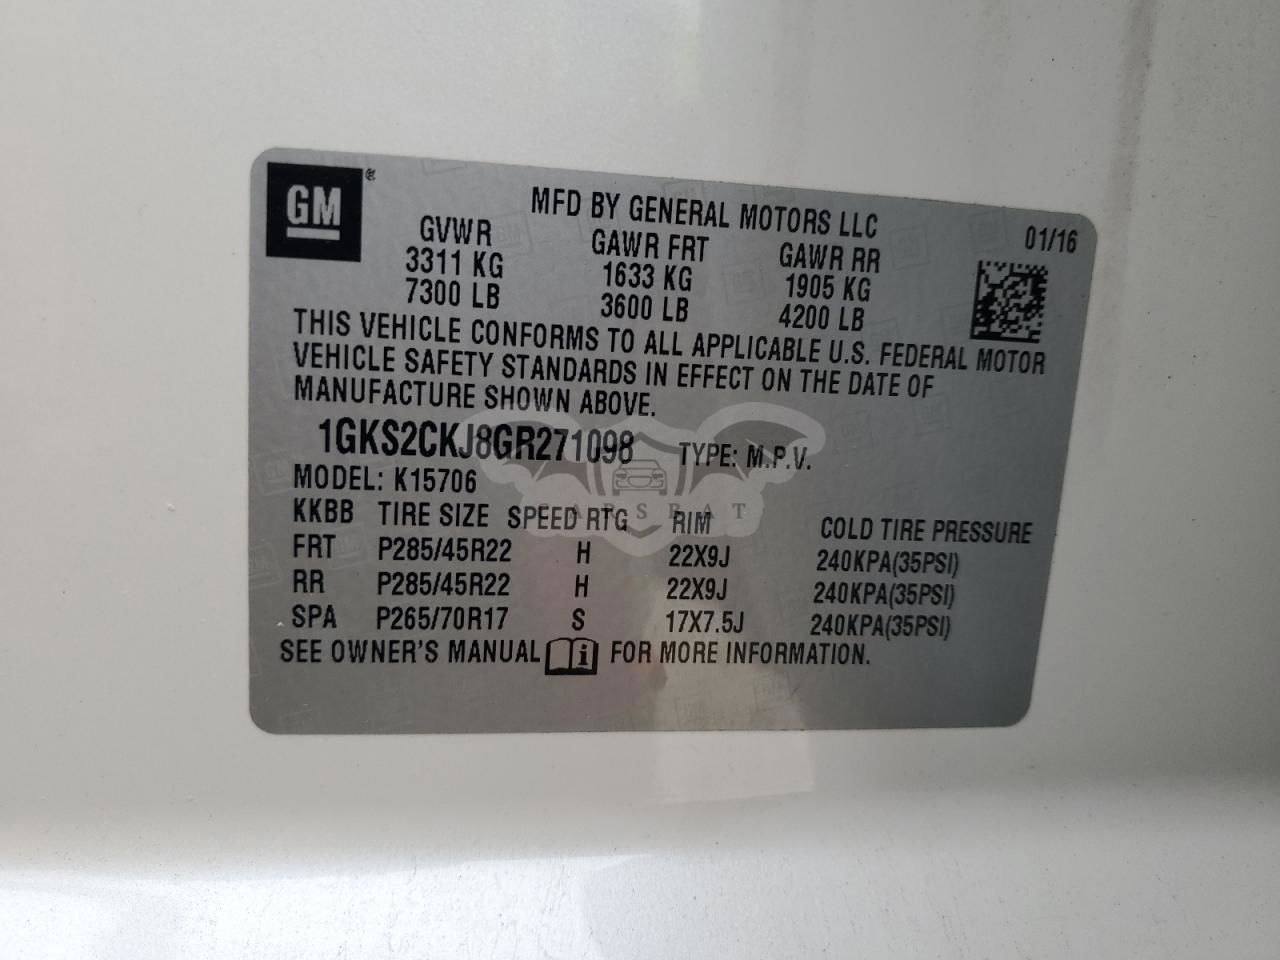 GM ®
MFD BY GENERAL MOTORS LLC
01/16
GVWR GAWR FRT GAWR RR
3311 KG 1633 KG 1905 KG
7300 LB 3600 LB 4200 LB
THIS VEHICLE CONFORMS TO ALL APPLICABLE U.S. FEDERAL MOTOR
VEHICLE SAFETY STANDARDS IN EFFECT ON THE DATE OF
MANUFACTURE SHOWN ABOVE.
1GKS2CKJ8GR271098 TYPE: M.P.V.
MODEL: K15706
KKBB TIRE SIZE SPEED RTG RIM COLD TIRE PRESSURE
FRT P285/45R22 H 22X9J 240KPA(35PSI)
RR P285/45R22 H 22X9J 240KPA(35PSI)
SPA P265/70R17 S 17X7.5J 240KPA(35PSI)
SEE OWNER'S MANUAL i FOR MORE INFORMATION.
CARSBAT